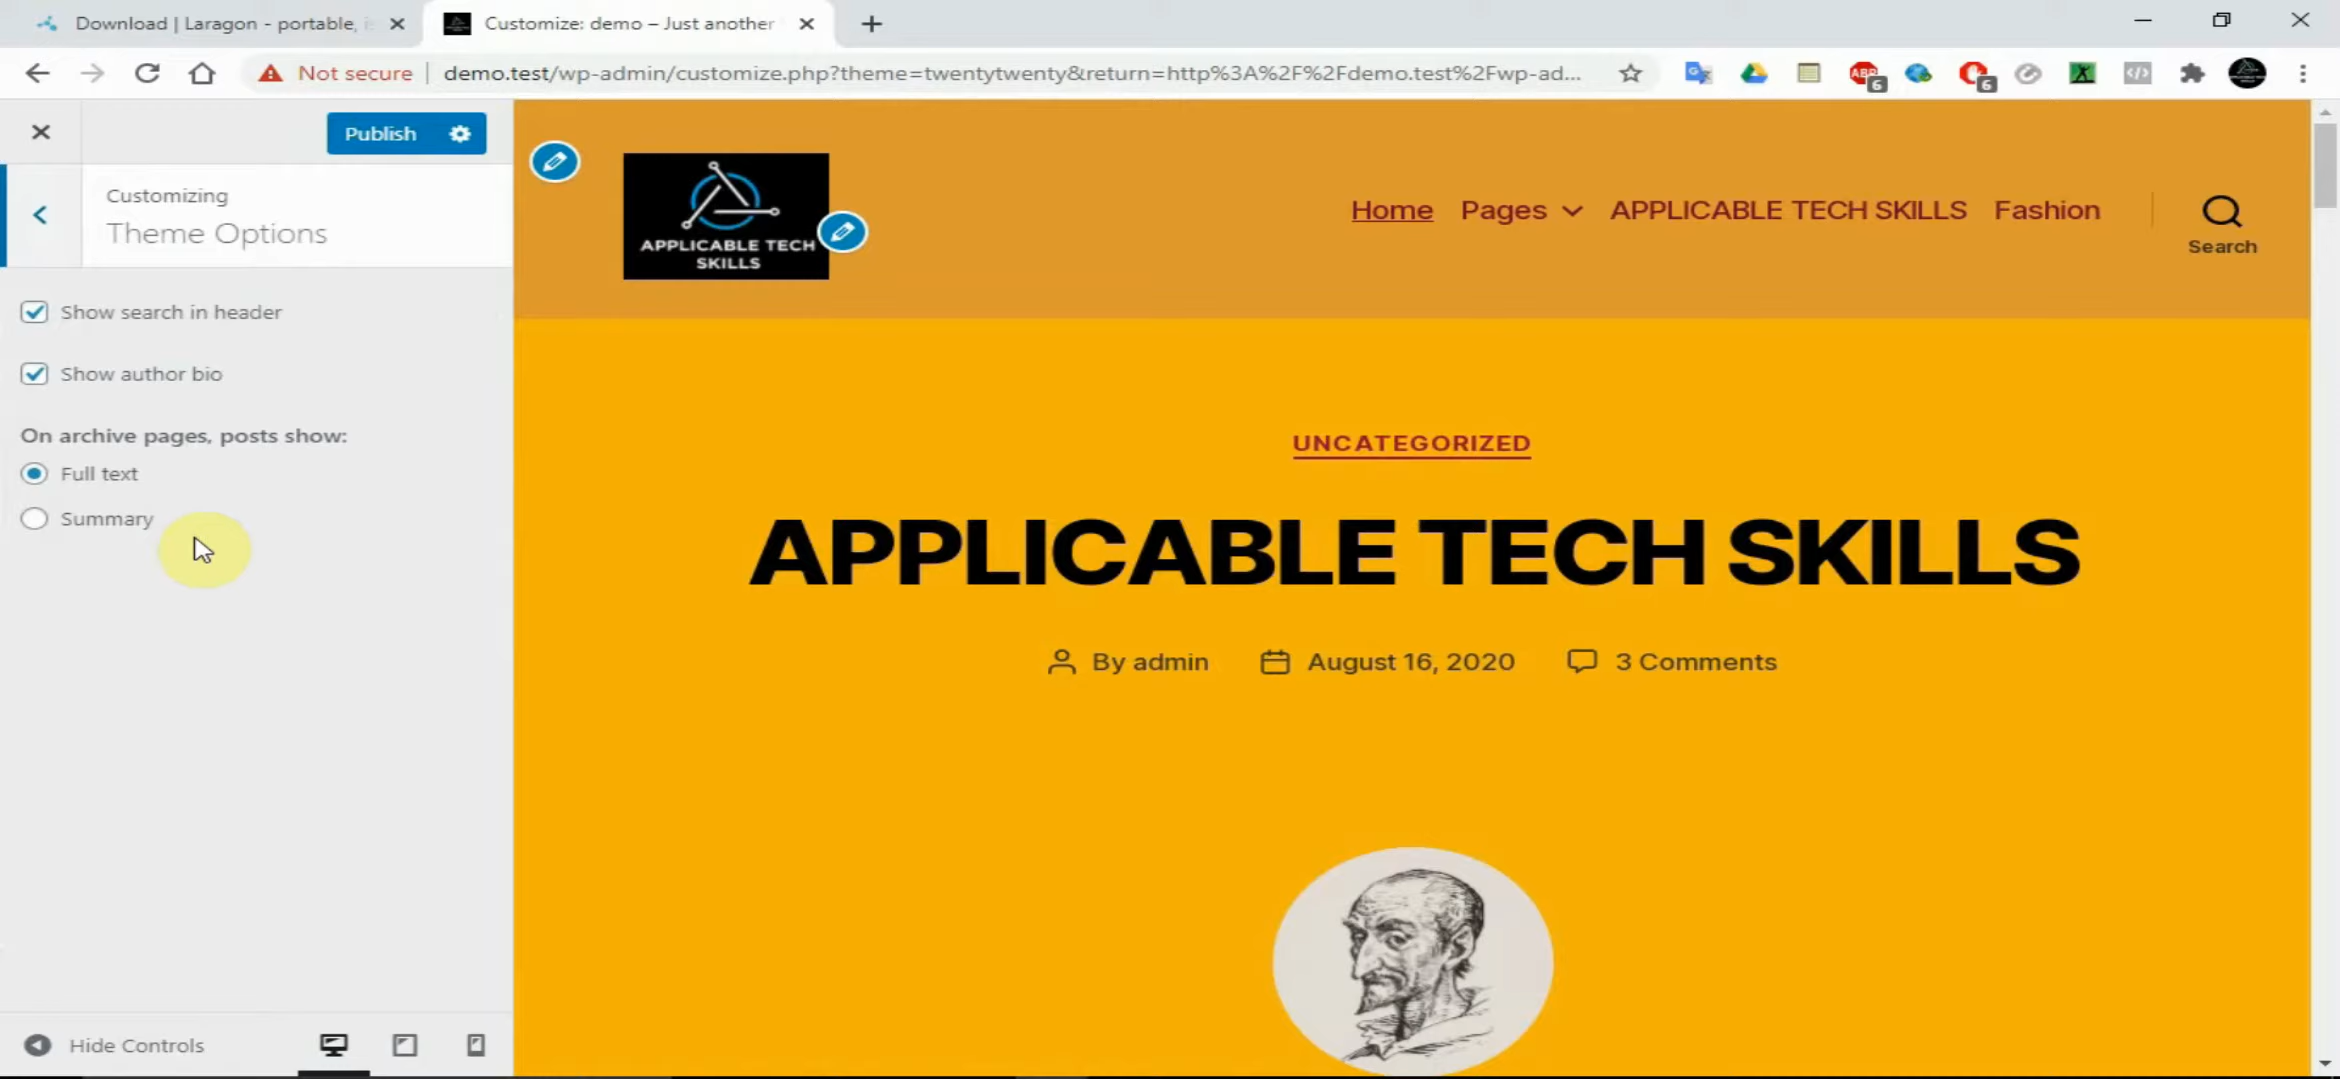 Download | Laragon - portable, i
Customize: demo – Just another
Not secure
demo.test/wp-admin/customize.php?theme=twentytwenty&return=http%3A%2F%2Fdemo.test%2Fwp-ad...
ABP
6
6
Publish
Customizing
Theme Options
Show search in header
Show author bio
On archive pages, posts show:
Full text
Summary
Hide Controls
APPLICABLE TECH
SKILLS
Home
Pages
APPLICABLE TECH SKILLS
Fashion
Search
UNCATEGORIZED
APPLICABLE TECH SKILLS
By admin
August 16, 2020
3 Comments